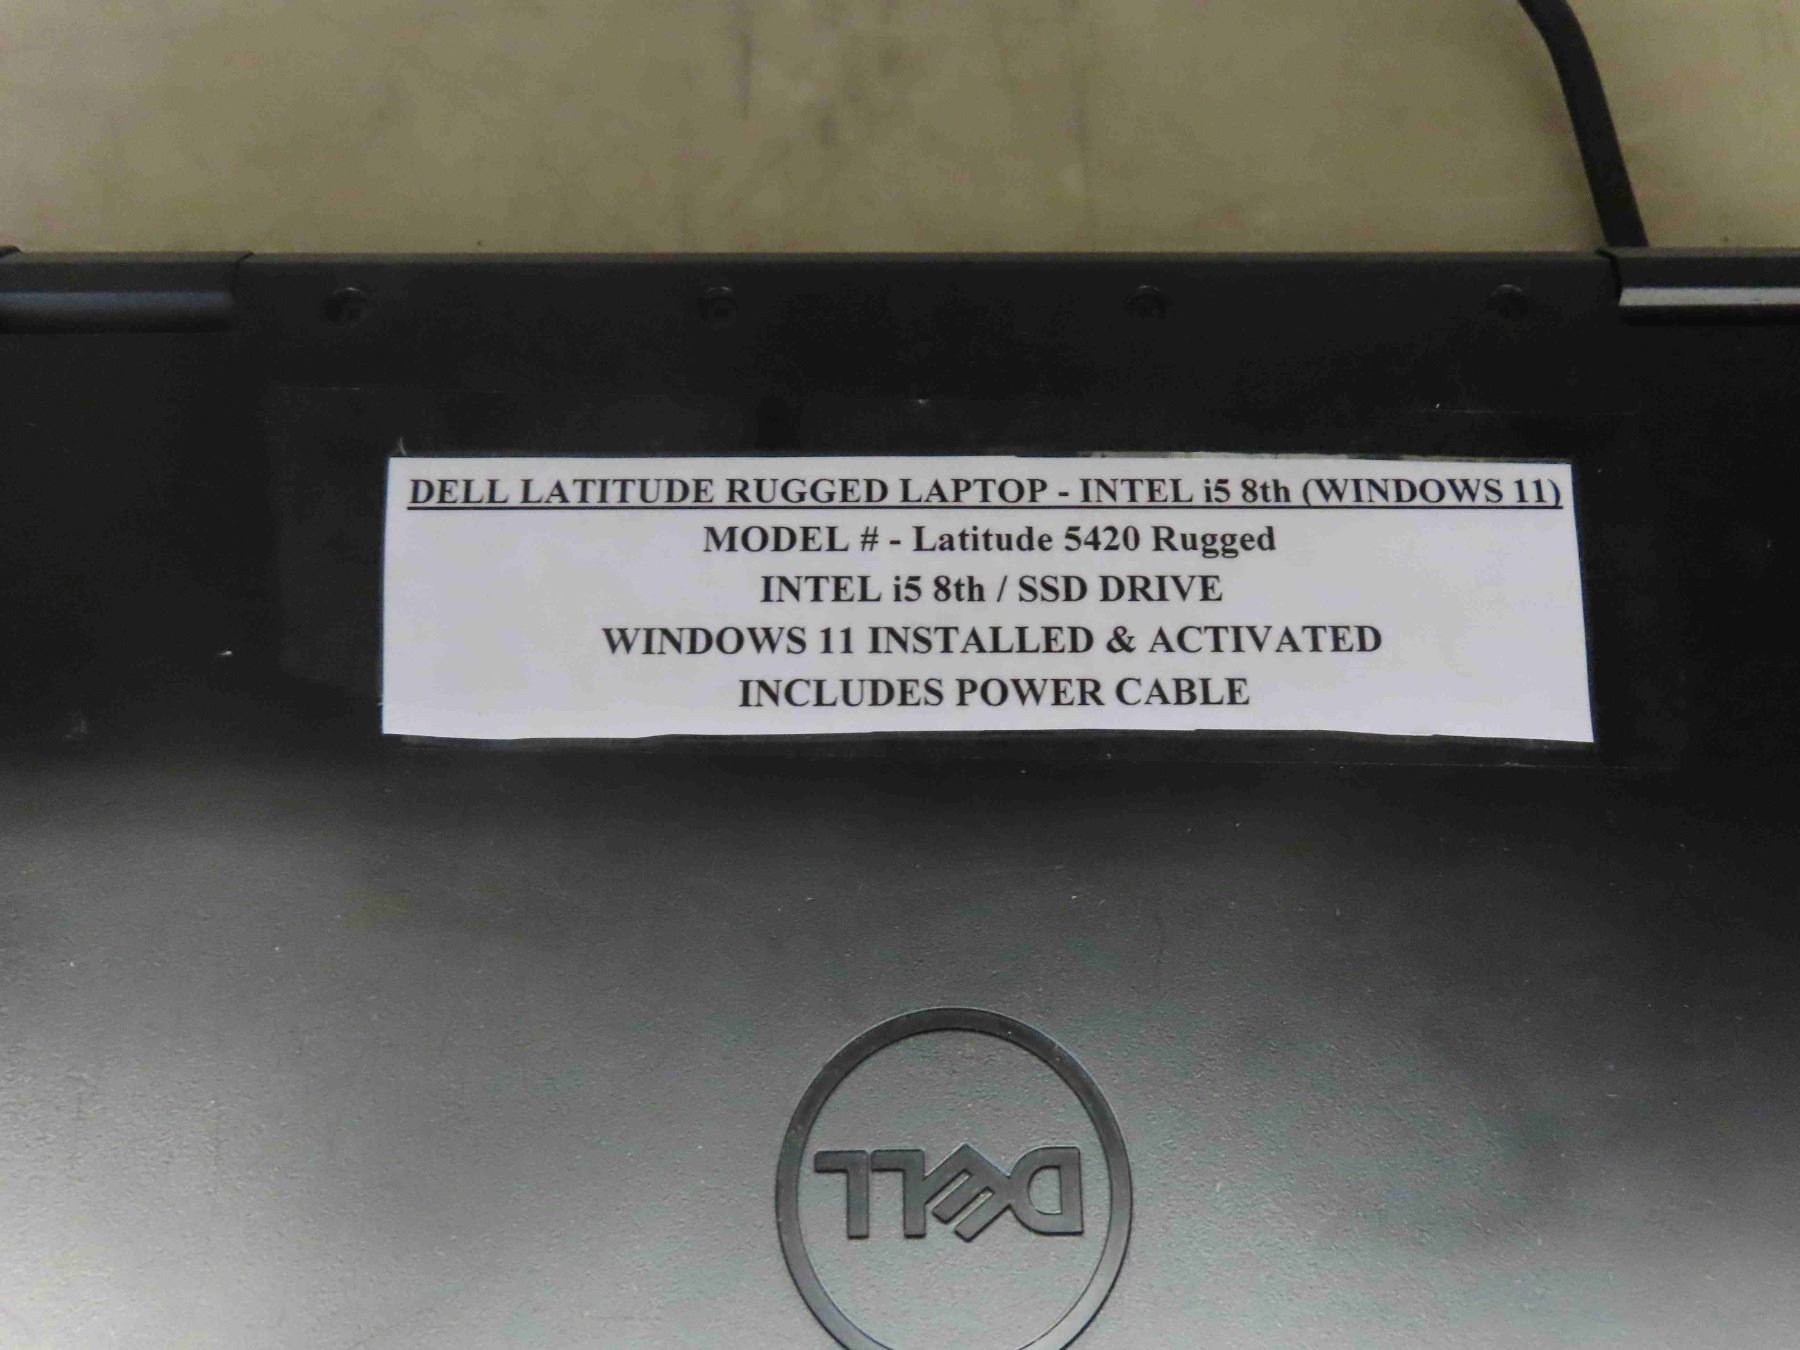 DELL LATITUDE RUGGED LAPTOP - INTEL i5 8th (WINDOWS 11)
MODEL # - Latitude 5420 Rugged
INTEL i5 8th / SSD DRIVE
WINDOWS 11 INSTALLED & ACTIVATED
INCLUDES POWER CABLE
DELL